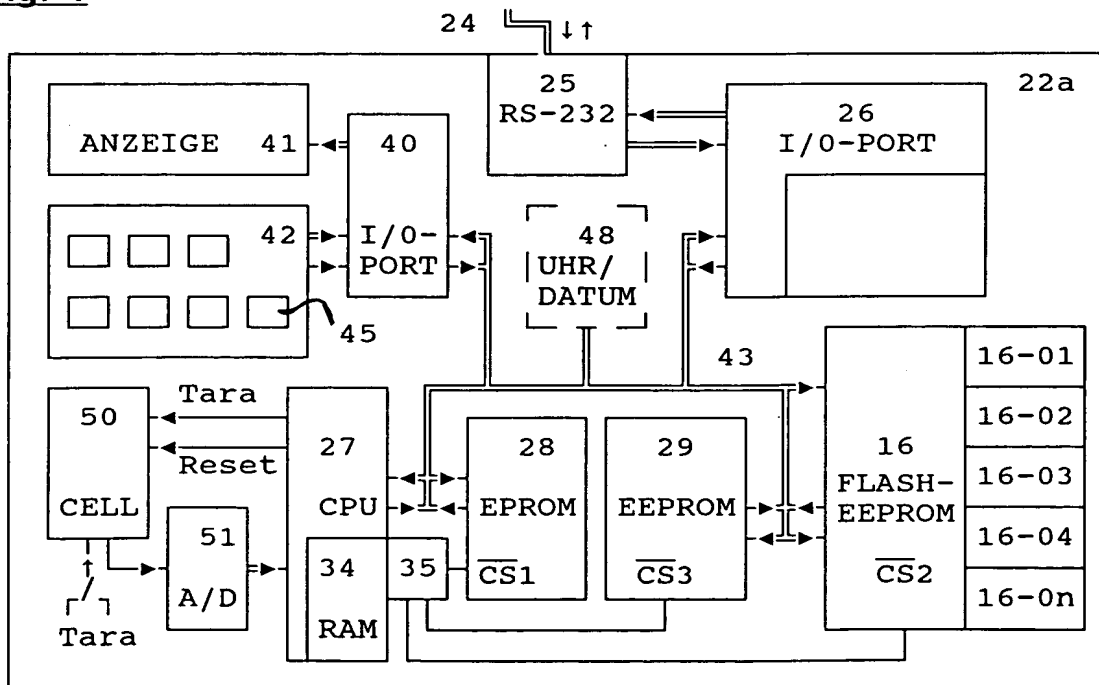 24 ↓↑
22a
25
RS-232
26
I/O-PORT
ANZEIGE 41
40
I/O-
PORT
42
45
48
UHR/
DATUM
43
50
CELL
Tara
Reset
27
CPU
28
EPROM
CS1
29
EEPROM
CS3
16
FLASH-
EEPROM
CS2
16-01
16-02
16-03
16-04
16-0n
51
A/D
34
RAM
35
Tara